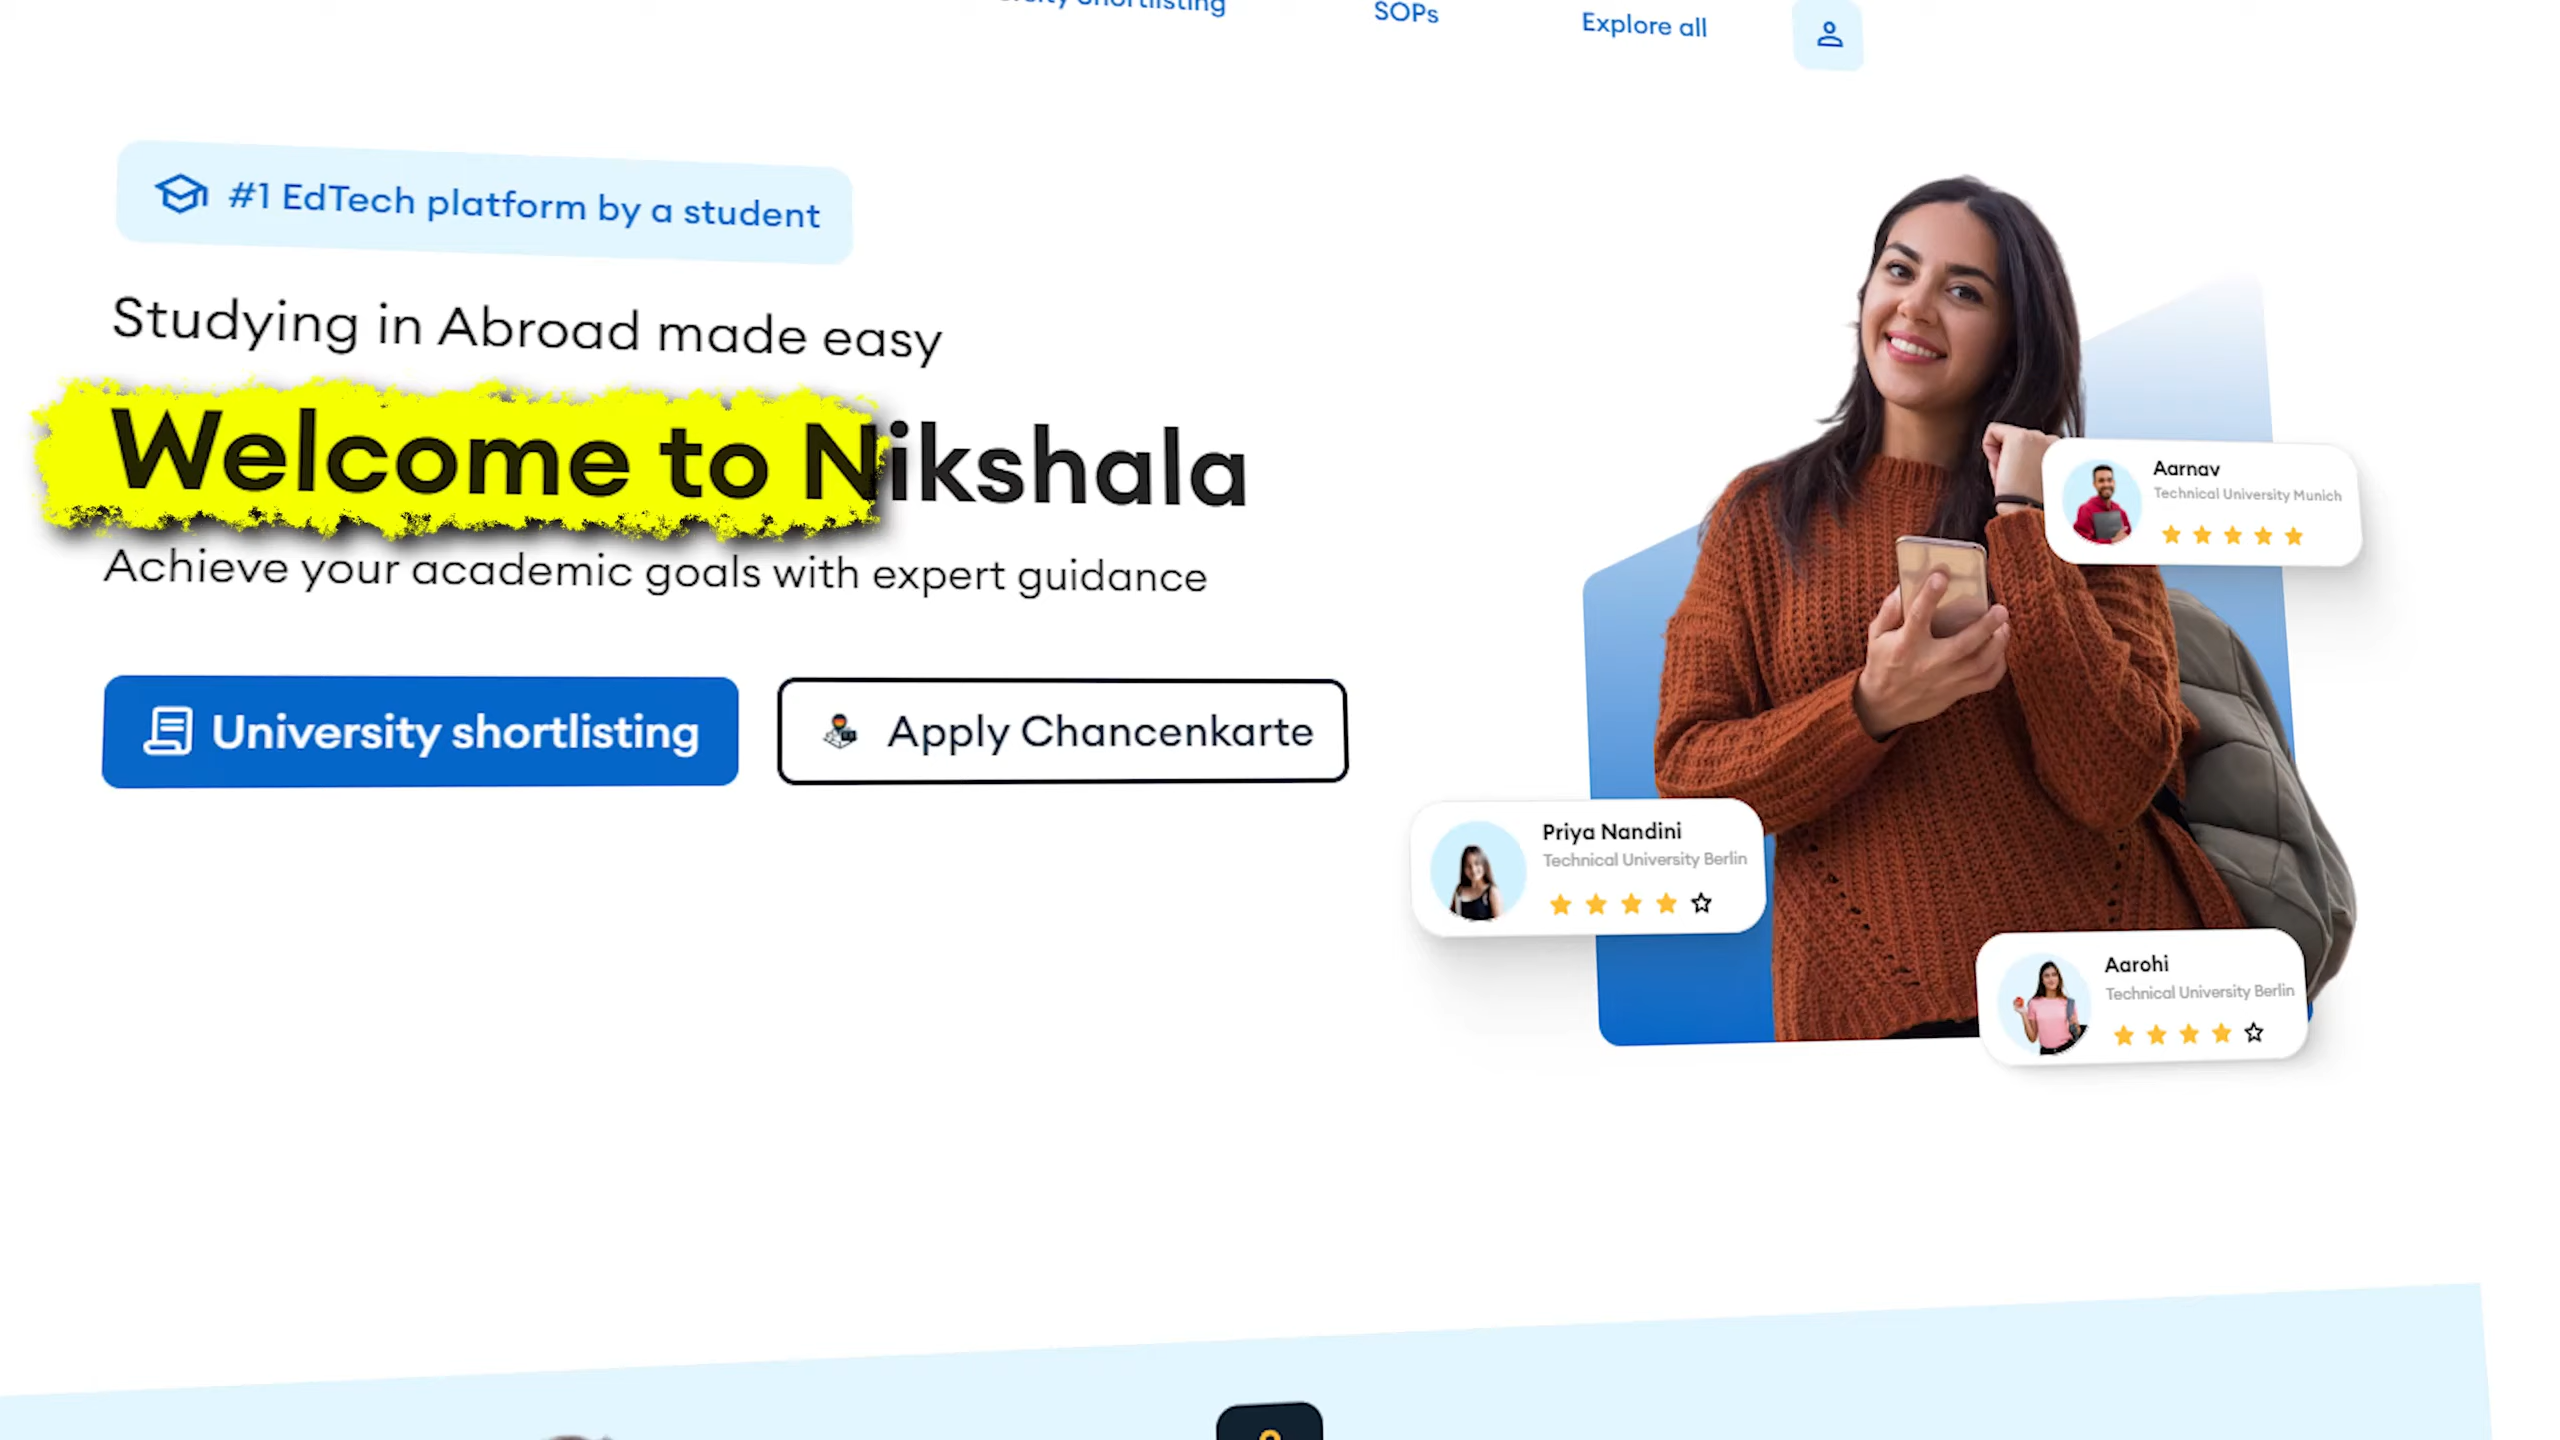 Shortlisting
SOPs
Explore all
#1 EdTech platform by a student
Studying in Abroad made easy
Welcome to Nikshala
Achieve your academic goals with expert guidance
University shortlisting
Apply Chancenkarte
Aarnav
Technical University Munich
Priya Nandini
Technical University Berlin
Aarohi
Technical University Berlin